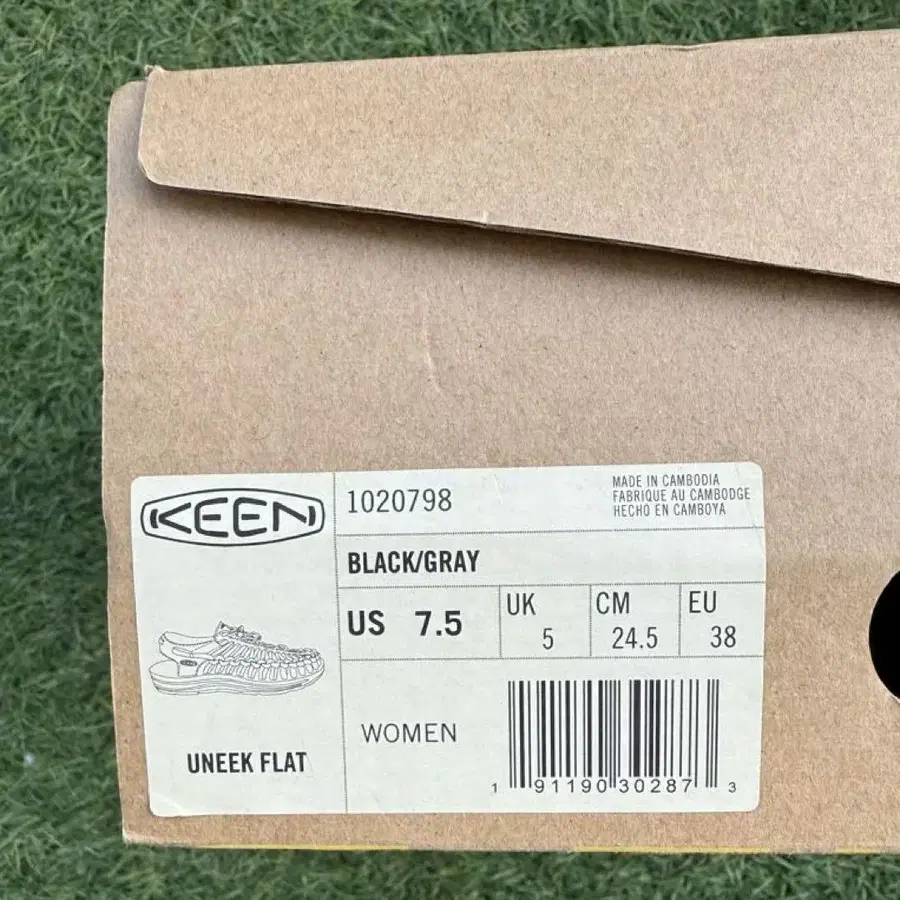 KEEN
1020798
MADE IN CAMBODIA
FABRIQUE AU CAMBODGE
HECHO EN CAMBOYA
BLACK/GRAY
US 7.5
UK 5
CM 24.5
EU 38
UNEEK FLAT
WOMEN
1 91190 30287 3